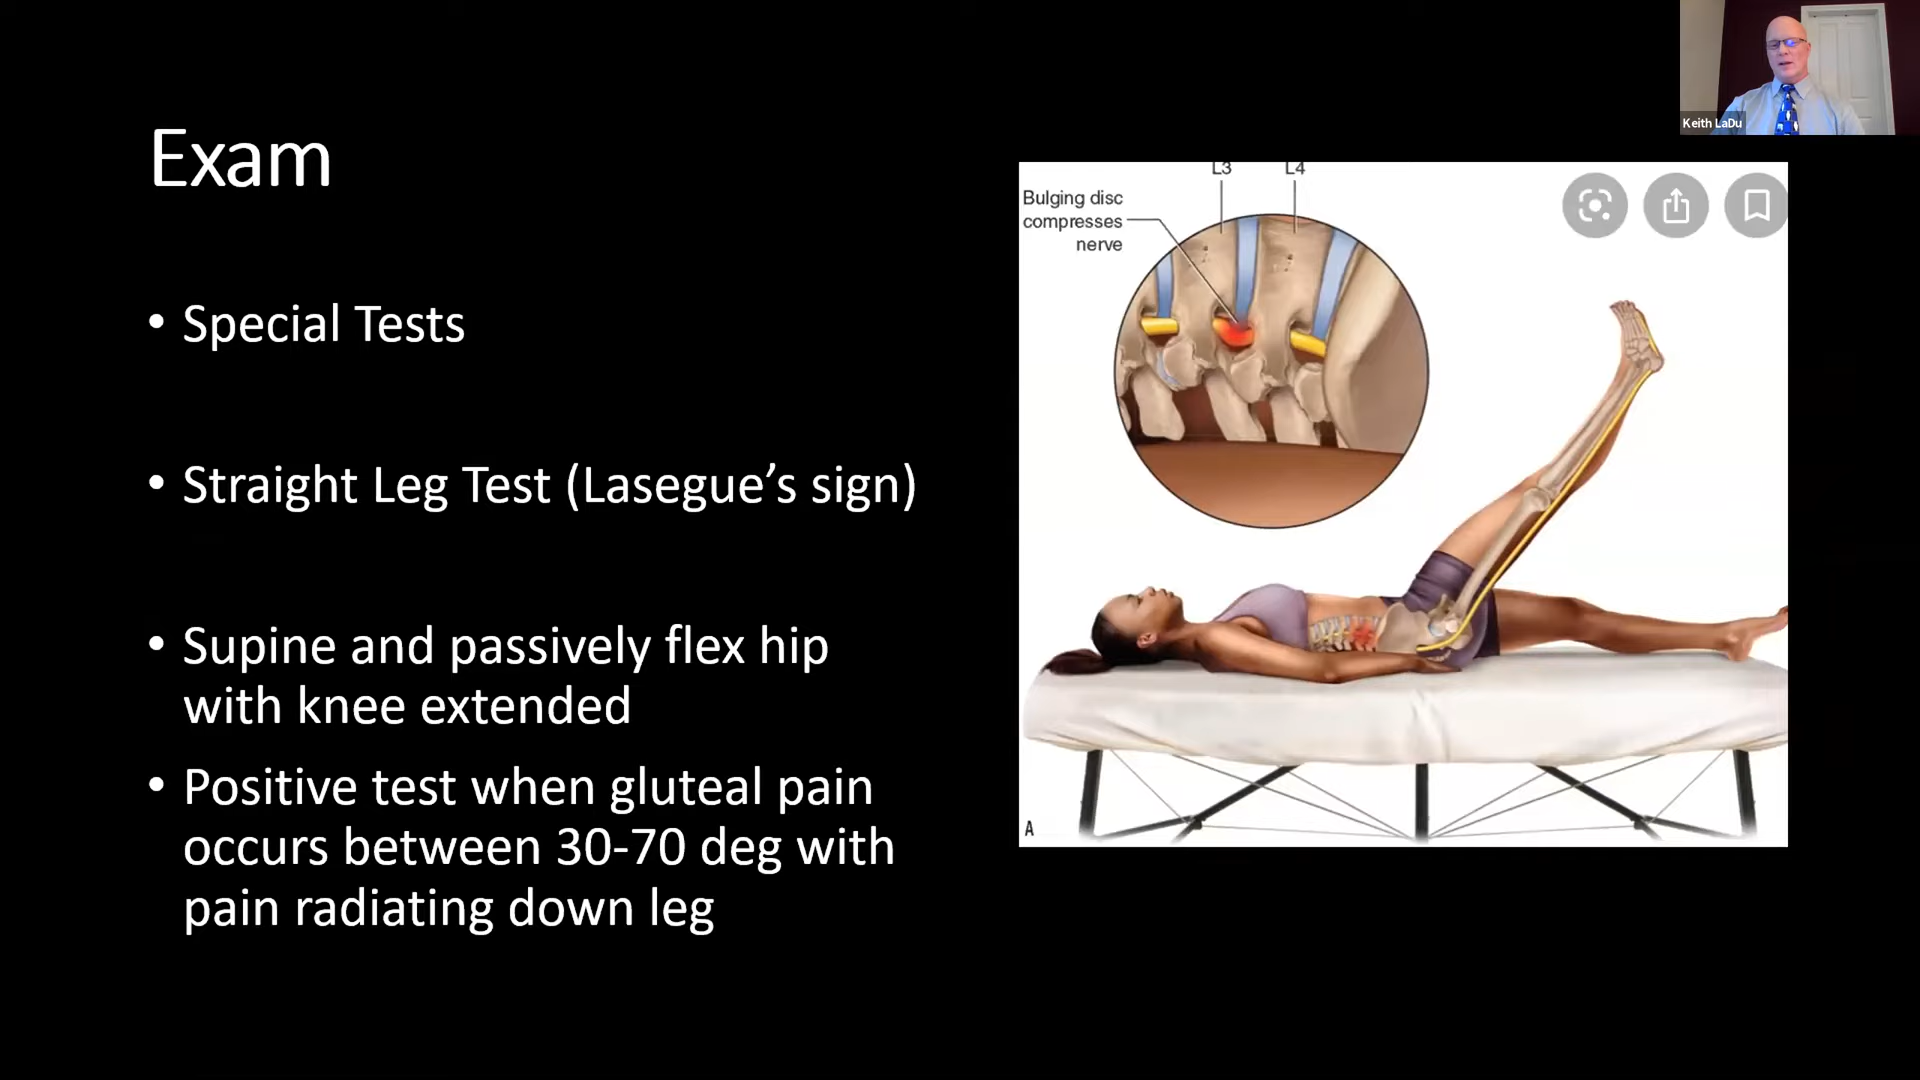 Exam
• Special Tests
• Straight Leg Test (Lasegue’s sign)
• Supine and passively flex hip
with knee extended
• Positive test when gluteal pain
occurs between 30-70 deg with
pain radiating down leg
L3 L4
Bulging disc
compresses
nerve
A
Keith LaDu